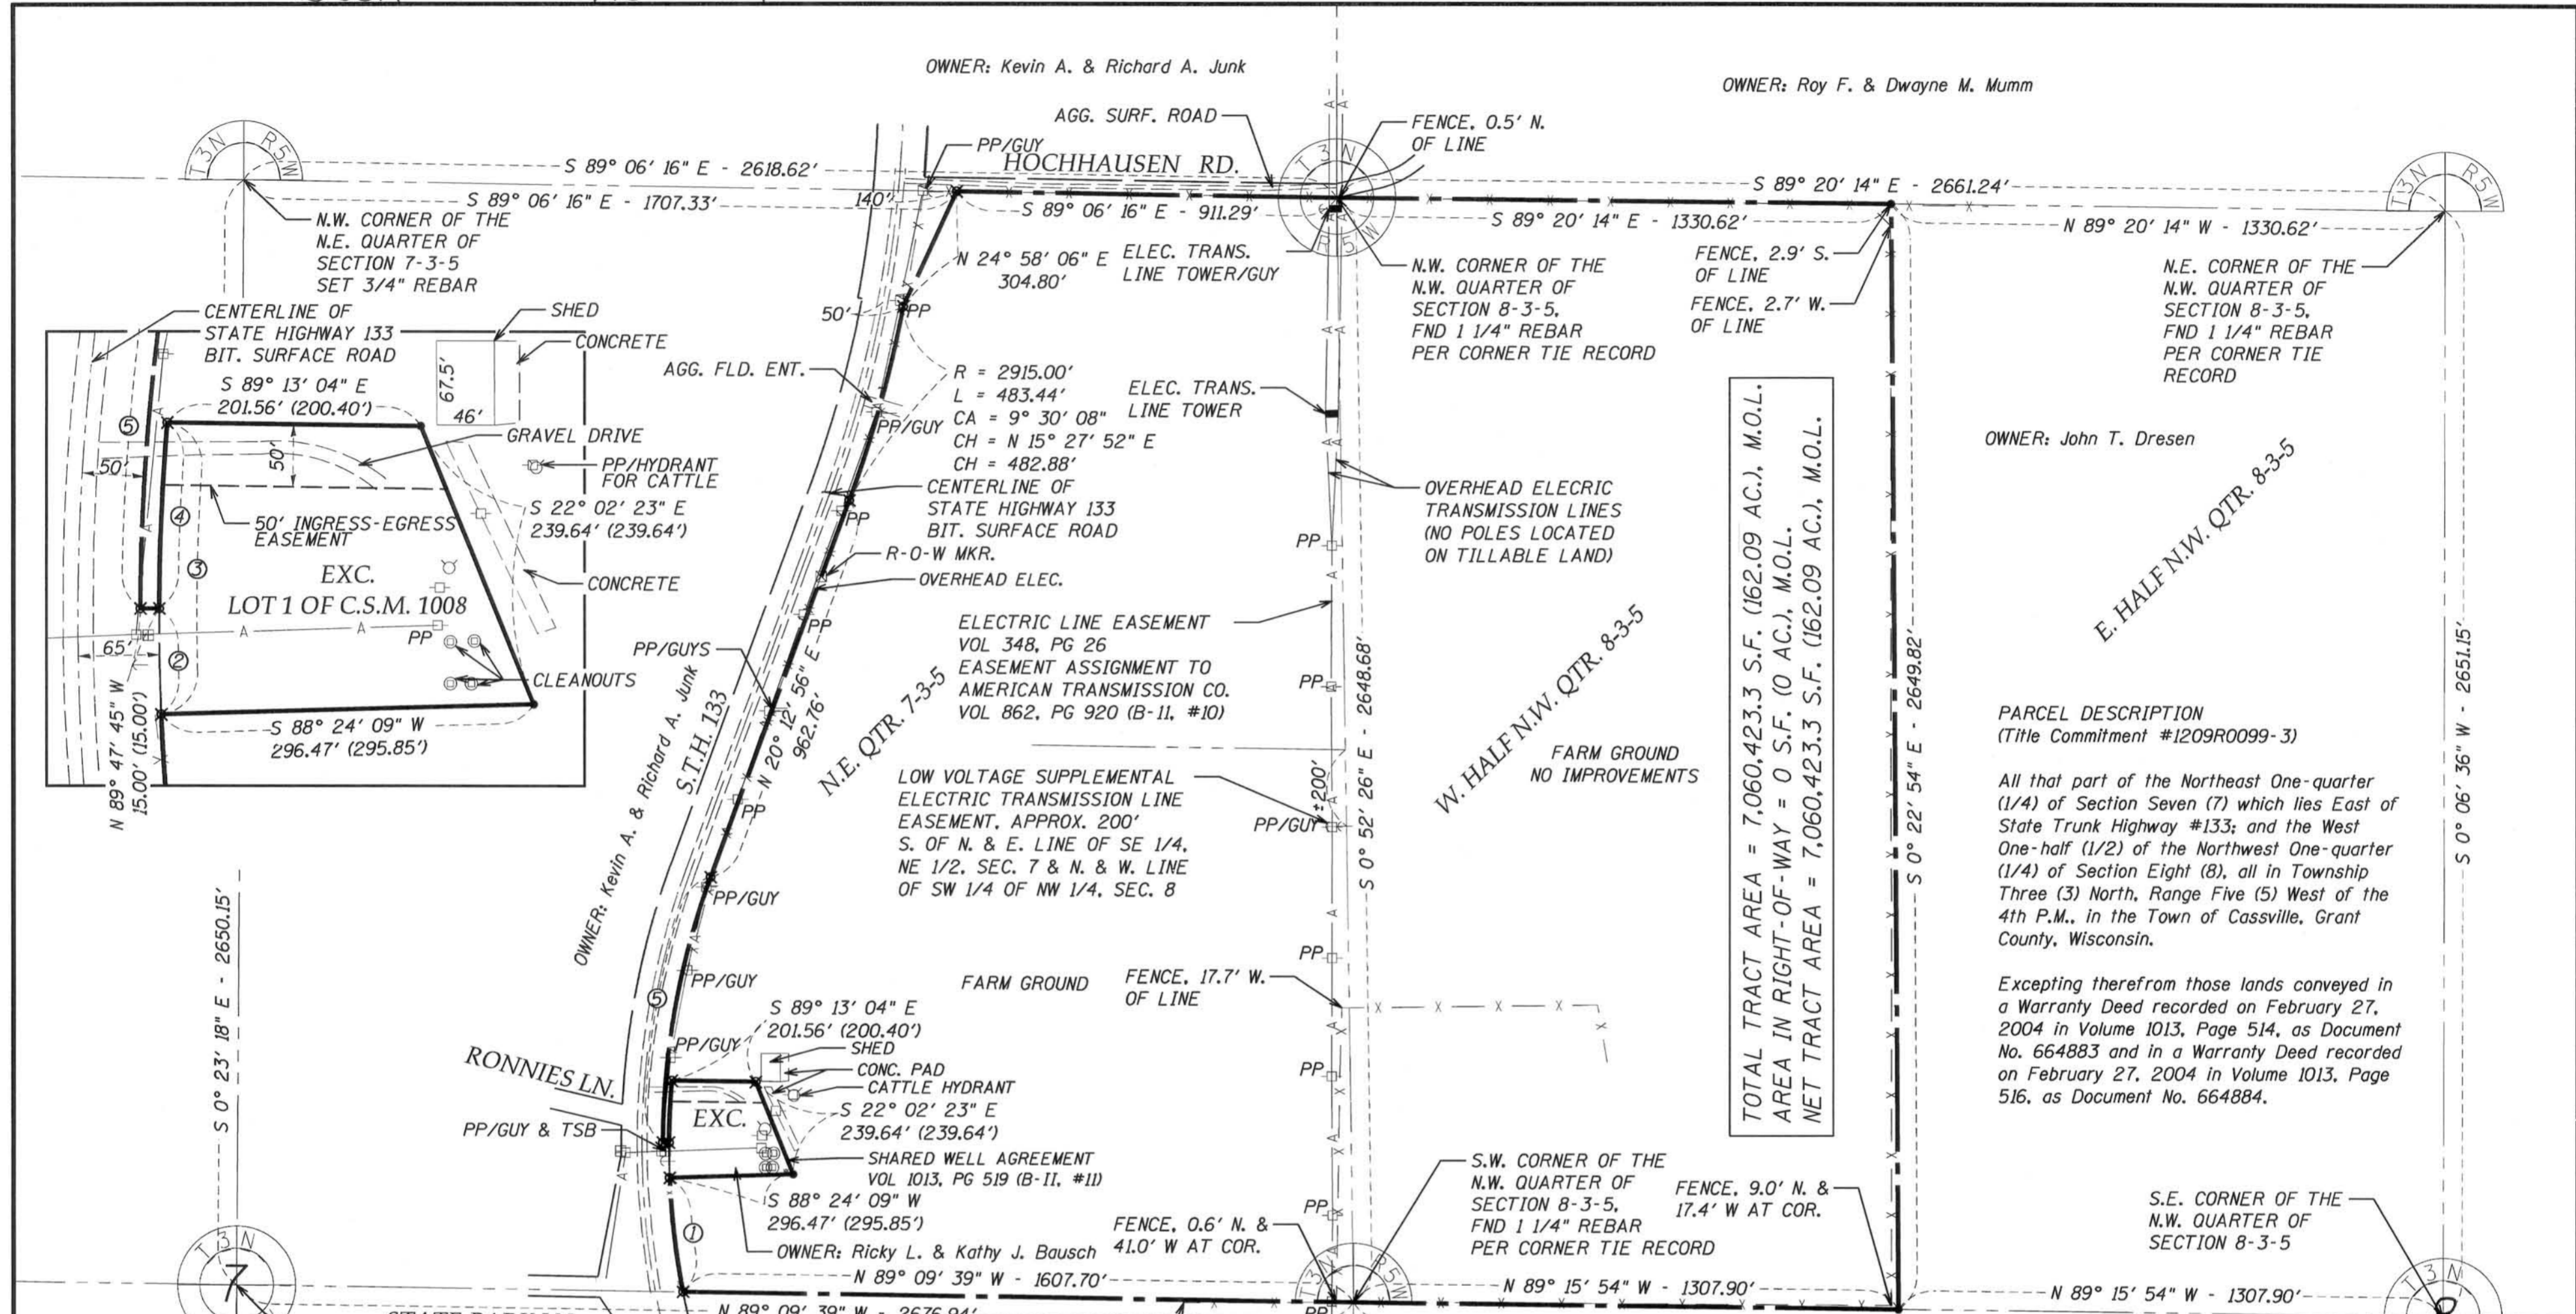 OWNER: Kevin A. & Richard A. Junk
OWNER: Roy F. & Dwayne M. Mumm
AGG. SURF. ROAD
FENCE, 0.5' N.
OF LINE
PP/GUY
HOCHHAUSEN RD.
T3N R5W
T3N
R5W
T3N R5W
S 89° 06' 16" E - 2618.62'
S 89° 06' 16" E - 1707.33'
140'
S 89° 06' 16" E - 911.29'
S 89° 20' 14" E - 2661.24'
S 89° 20' 14" E - 1330.62'
N 89° 20' 14" W - 1330.62'
N.W. CORNER OF THE
N.E. QUARTER OF
SECTION 7-3-5
SET 3/4" REBAR
N 24° 58' 06" E
304.80'
ELEC. TRANS.
LINE TOWER/GUY
N.W. CORNER OF THE
N.W. QUARTER OF
SECTION 8-3-5,
FND 1 1/4" REBAR
PER CORNER TIE RECORD
FENCE, 2.9' S.
OF LINE
FENCE, 2.7' W.
OF LINE
N.E. CORNER OF THE
N.W. QUARTER OF
SECTION 8-3-5,
FND 1 1/4" REBAR
PER CORNER TIE
RECORD
CENTERLINE OF
STATE HIGHWAY 133
BIT. SURFACE ROAD
SHED
CONCRETE
67.5'
46'
S 89° 13' 04" E
201.56' (200.40')
5
50'
50'
GRAVEL DRIVE
PP/HYDRANT
FOR CATTLE
4
50' INGRESS-EGRESS
EASEMENT
S 22° 02' 23" E
239.64' (239.64')
3
EXC.
LOT 1 OF C.S.M. 1008
CONCRETE
PP
65'
2
CLEANOUTS
S 88° 24' 09" W
296.47' (295.85')
N 89° 47' 45" W
15.00' (15.00')
50'
PP
AGG. FLD. ENT.
PP/GUY
R = 2915.00'
L = 483.44'
CA = 9° 30' 08"
CH = N 15° 27' 52" E
CH = 482.88'
ELEC. TRANS.
LINE TOWER
CENTERLINE OF
STATE HIGHWAY 133
BIT. SURFACE ROAD
PP
R-O-W MKR.
OVERHEAD ELEC.
PP
OVERHEAD ELECRIC
TRANSMISSION LINES
(NO POLES LOCATED
ON TILLABLE LAND)
PP
ELECTRIC LINE EASEMENT
VOL 348, PG 26
EASEMENT ASSIGNMENT TO
AMERICAN TRANSMISSION CO.
VOL 862, PG 920 (B-11, #10)
PP
PP/GUYS
N 20° 12' 56" E
962.76'
N.E. QTR. 7-3-5
S.T.H. 133
OWNER: Kevin A. & Richard A. Junk
PP
LOW VOLTAGE SUPPLEMENTAL
ELECTRIC TRANSMISSION LINE
EASEMENT, APPROX. 200'
S. OF N. & E. LINE OF SE 1/4,
NE 1/2, SEC. 7 & N. & W. LINE
OF SW 1/4 OF NW 1/4, SEC. 8
±200'
PP/GUY
S 0° 52' 26" E - 2648.68'
W. HALF N.W. QTR. 8-3-5
FARM GROUND
NO IMPROVEMENTS
TOTAL TRACT AREA = 7,060,423.3 S.F. (162.09 AC.), M.O.L.
AREA IN RIGHT-OF-WAY = 0 S.F. (0 AC.), M.O.L.
NET TRACT AREA = 7,060,423.3 S.F. (162.09 AC.), M.O.L.
S 0° 22' 54" E - 2649.82'
OWNER: John T. Dresen
E. HALF N.W. QTR. 8-3-5
S 0° 06' 36" W - 2651.15'
PARCEL DESCRIPTION
(Title Commitment #1209R0099-3)
All that part of the Northeast One-quarter
(1/4) of Section Seven (7) which lies East of
State Trunk Highway #133; and the West
One-half (1/2) of the Northwest One-quarter
(1/4) of Section Eight (8), all in Township
Three (3) North, Range Five (5) West of the
4th P.M., in the Town of Cassville, Grant
County, Wisconsin.
Excepting therefrom those lands conveyed in
a Warranty Deed recorded on February 27,
2004 in Volume 1013, Page 514, as Document
No. 664883 and in a Warranty Deed recorded
on February 27, 2004 in Volume 1013, Page
516, as Document No. 664884.
S 0° 23' 18" E - 2650.15'
PP/GUY
PP/GUY
5
FARM GROUND
FENCE, 17.7' W.
OF LINE
PP
S 89° 13' 04" E
201.56' (200.40')
PP/GUY
SHED
CONC. PAD
CATTLE HYDRANT
PP
RONNIES LN.
PP/GUY & TSB
EXC.
S 22° 02' 23" E
239.64' (239.64')
SHARED WELL AGREEMENT
VOL 1013, PG 519 (B-II, #11)
S 88° 24' 09" W
296.47' (295.85')
1
OWNER: Ricky L. & Kathy J. Bausch
PP
FENCE, 0.6' N. &
41.0' W AT COR.
S.W. CORNER OF THE
N.W. QUARTER OF
SECTION 8-3-5,
FND 1 1/4" REBAR
PER CORNER TIE RECORD
FENCE, 9.0' N. &
17.4' W AT COR.
S.E. CORNER OF THE
N.W. QUARTER OF
SECTION 8-3-5
T3N
7
T3N R5W
T3N
N 89° 09' 39" W - 1607.70'
N 89° 15' 54" W - 1307.90'
N 89° 15' 54" W - 1307.90'
N 89° 09' 39" W - 2676.94'
PP